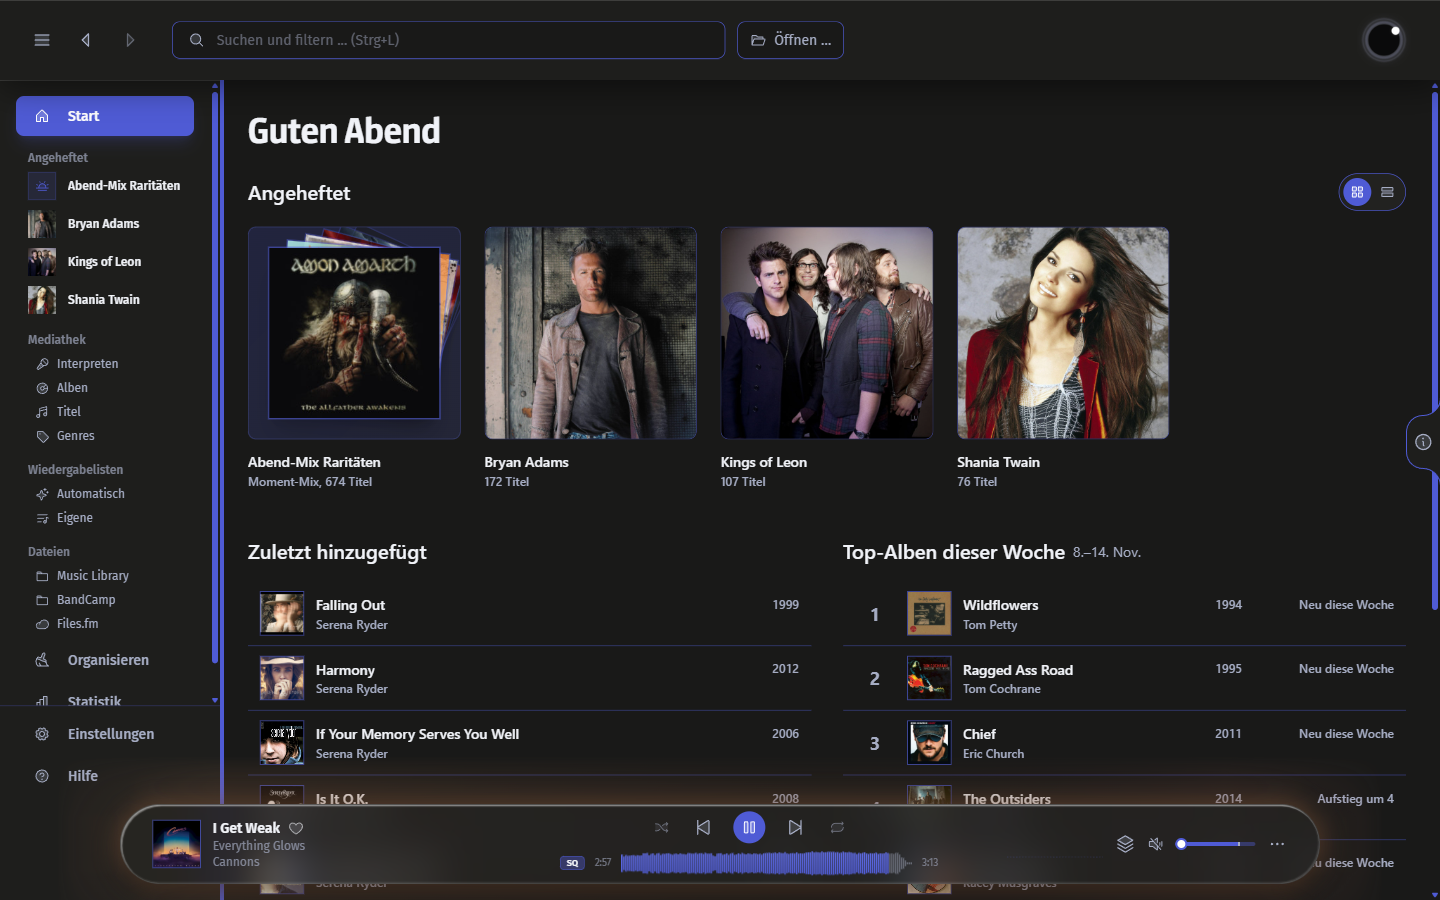 Suchen und filtern ... (Strg+L)
Öffnen ...
Start
Angeheftet
Abend-Mix Raritäten
Bryan Adams
Kings of Leon
Shania Twain
Mediathek
Interpreten
Alben
Titel
Genres
Wiedergabelisten
Automatisch
Eigene
Dateien
Music Library
BandCamp
Files.fm
Organisieren
Statistik
Einstellungen
Hilfe
Guten Abend
Angeheftet
AMON AMARTH
THE ALLFATHER AWAKENS
Abend-Mix Raritäten
Moment-Mix, 674 Titel
Bryan Adams
172 Titel
Kings of Leon
107 Titel
Shania Twain
76 Titel
Zuletzt hinzugefügt
Falling Out
1999
Serena Ryder
Harmony
2012
Serena Ryder
If Your Memory Serves You Well
2006
Serena Ryder
Is It O.K.
2008
Serena Ryder
Top-Alben dieser Woche 8.–14. Nov.
1
Wildflowers
1994
Neu diese Woche
Tom Petty
2
Ragged Ass Road
1995
Neu diese Woche
Tom Cochrane
3
Chief
2011
Neu diese Woche
Eric Church
The Outsiders
2014
Aufstieg um 4
u diese Woche
Kacey Musgraves
I Get Weak
Everything Glows
Cannons
SQ
2:57
3:13